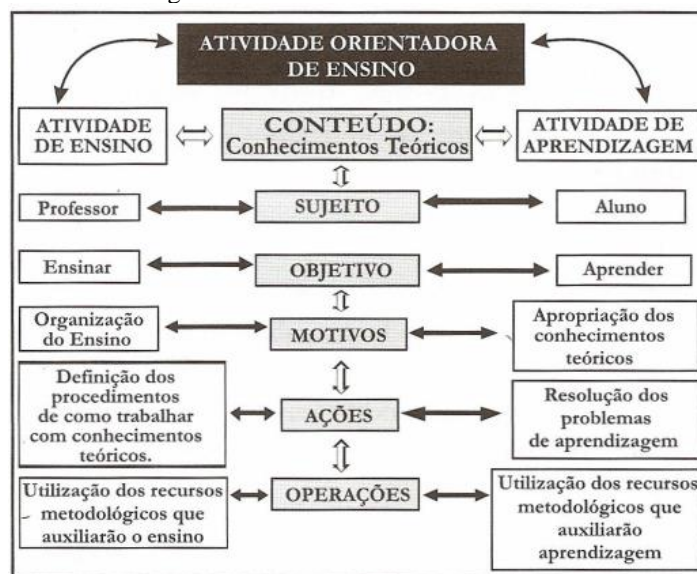 ATIVIDADE ORIENTADORA
DE ENSINO
ATIVIDADE
DE ENSINO
CONTEÚDO:
Conhecimentos Teóricos
ATIVIDADE DE
APRENDIZAGEM
Professor
SUJEITO
Aluno
Ensinar
OBJETIVO
Aprender
Organização
do Ensino
MOTIVOS
Apropriação dos
conhecimentos
teóricos
Definição dos
procedimentos
de como trabalhar
com conhecimentos
teóricos.
AÇÕES
Resolução dos
problemas
de aprendizagem
Utilização dos recursos
metodológicos que
auxiliarão o ensino
OPERAÇÕES
Utilização dos recursos
metodológicos que
auxiliarão
aprendizagem